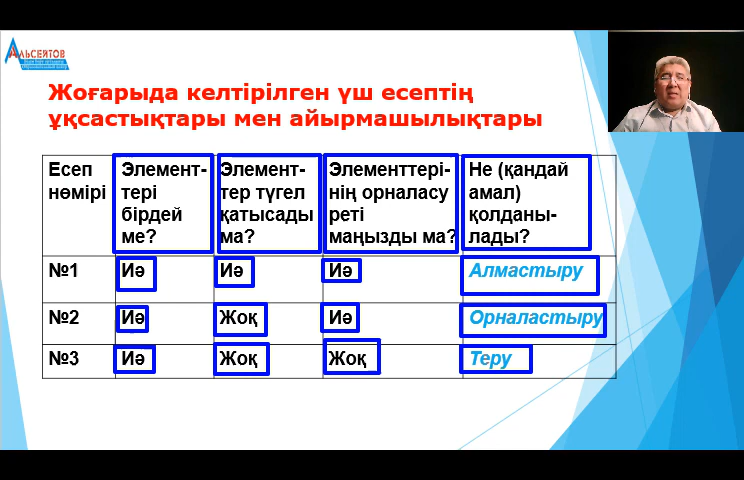 АЛЬСЕЙТОВ
Жоғарыда келтірілген үш есептің
ұқсастықтары мен айырмашылықтары
Есеп нөмірі
Элемент-тері бірдей ме?
Элемент-тер түгел қатысады ма?
Элементтері-нің орналасу реті маңызды ма?
Не (қандай амал) қолданы-лады?
№1 Иә Иә Иә Алмастыру
№2 Иә Жоқ Иә Орналастыру
№3 Иә Жоқ Жоқ Теру